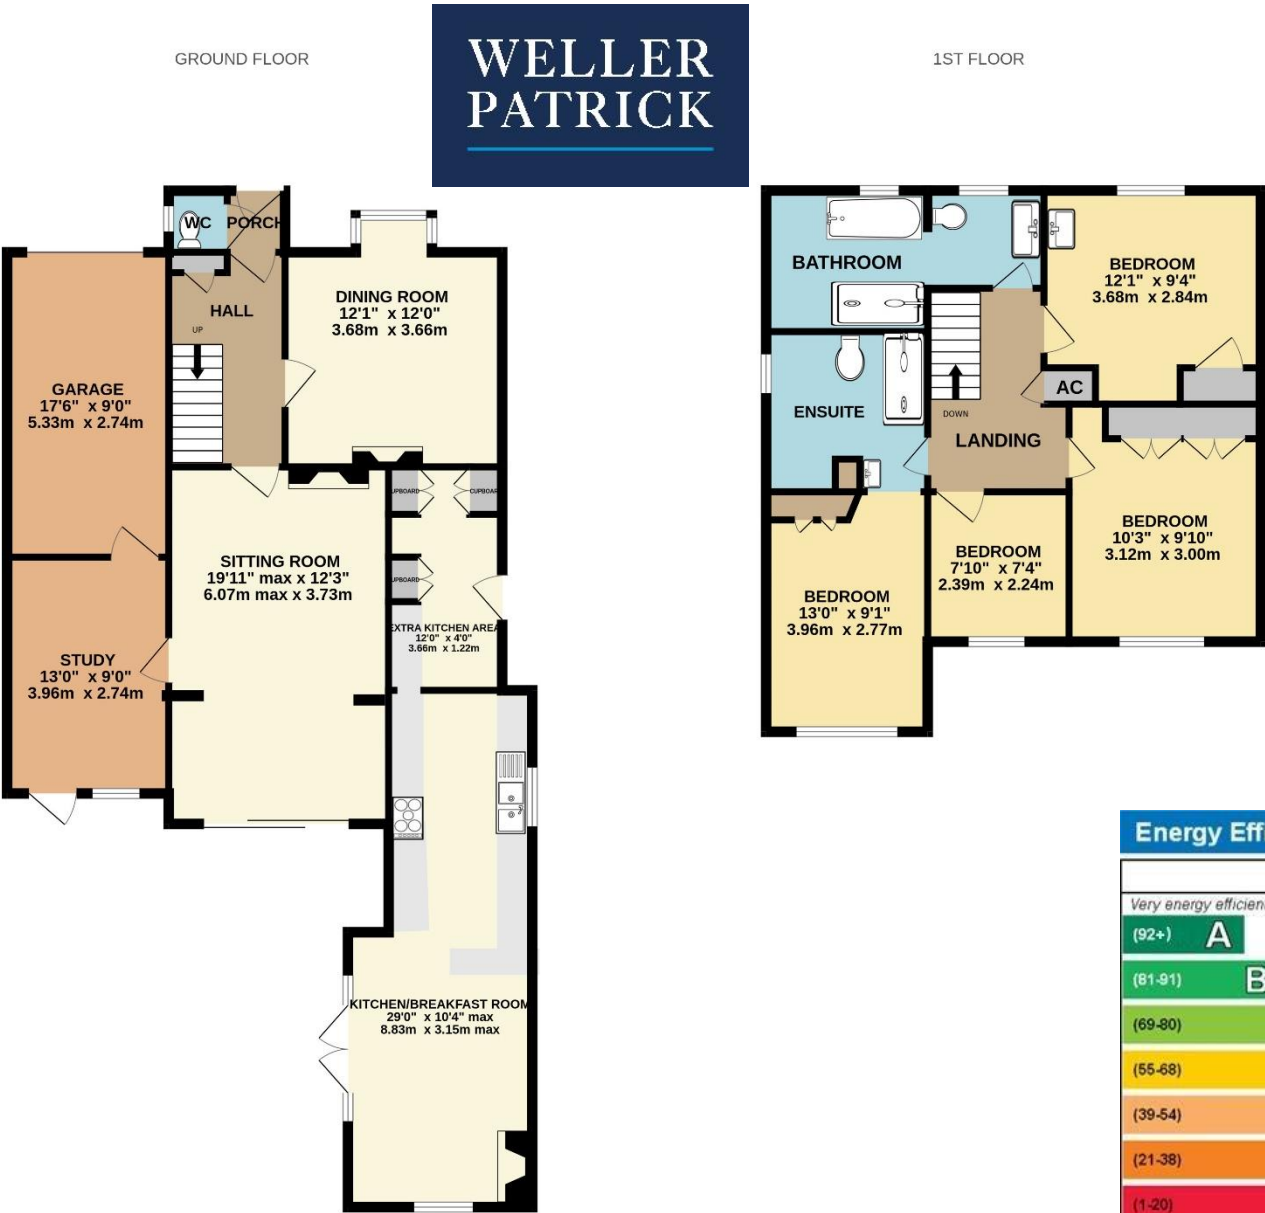 GROUND FLOOR
WELLER
PATRICK
1ST FLOOR
WC
PORCH
HALL
UP
DINING ROOM
12'1" x 12'0"
3.68m x 3.66m
GARAGE
17'6" x 9'0"
5.33m x 2.74m
SITTING ROOM
19'11" max x 12'3"
6.07m max x 3.73m
UPBOARD
CUPBOAR
UPBOARD
EXTRA KITCHEN AREA
12'0" x 4'0"
3.66m x 1.22m
STUDY
13'0" x 9'0"
3.96m x 2.74m
KITCHEN/BREAKFAST ROOM
29'0" x 10'4" max
8.83m x 3.15m max
BATHROOM
BEDROOM
12'1" x 9'4"
3.68m x 2.84m
ENSUITE
AC
DOWN
LANDING
BEDROOM
10'3" x 9'10"
3.12m x 3.00m
BEDROOM
7'10" x 7'4"
2.39m x 2.24m
BEDROOM
13'0" x 9'1"
3.96m x 2.77m
Energy Effi
Very energy efficien
(92+) A
(81-91) B
(69-80)
(55-68)
(39-54)
(21-38)
(1-20)